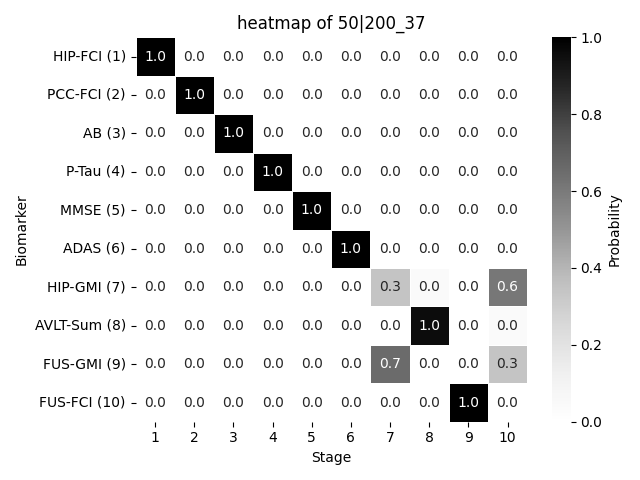 heatmap of 50|200_37
HIP-FCI (1) 1.0 0.0 0.0 0.0 0.0 0.0 0.0 0.0 0.0 0.0
PCC-FCI (2) 0.0 1.0 0.0 0.0 0.0 0.0 0.0 0.0 0.0 0.0
AB (3) 0.0 0.0 1.0 0.0 0.0 0.0 0.0 0.0 0.0 0.0
P-Tau (4) 0.0 0.0 0.0 1.0 0.0 0.0 0.0 0.0 0.0 0.0
MMSE (5) 0.0 0.0 0.0 0.0 1.0 0.0 0.0 0.0 0.0 0.0
ADAS (6) 0.0 0.0 0.0 0.0 0.0 1.0 0.0 0.0 0.0 0.0
HIP-GMI (7) 0.0 0.0 0.0 0.0 0.0 0.0 0.3 0.0 0.0 0.6
AVLT-Sum (8) 0.0 0.0 0.0 0.0 0.0 0.0 0.0 1.0 0.0 0.0
FUS-GMI (9) 0.0 0.0 0.0 0.0 0.0 0.0 0.7 0.0 0.0 0.3
FUS-FCI (10) 0.0 0.0 0.0 0.0 0.0 0.0 0.0 0.0 1.0 0.0
1 2 3 4 5 6 7 8 9 10
Stage
Biomarker
1.0
0.8
0.6
0.4
0.2
0.0
Probability